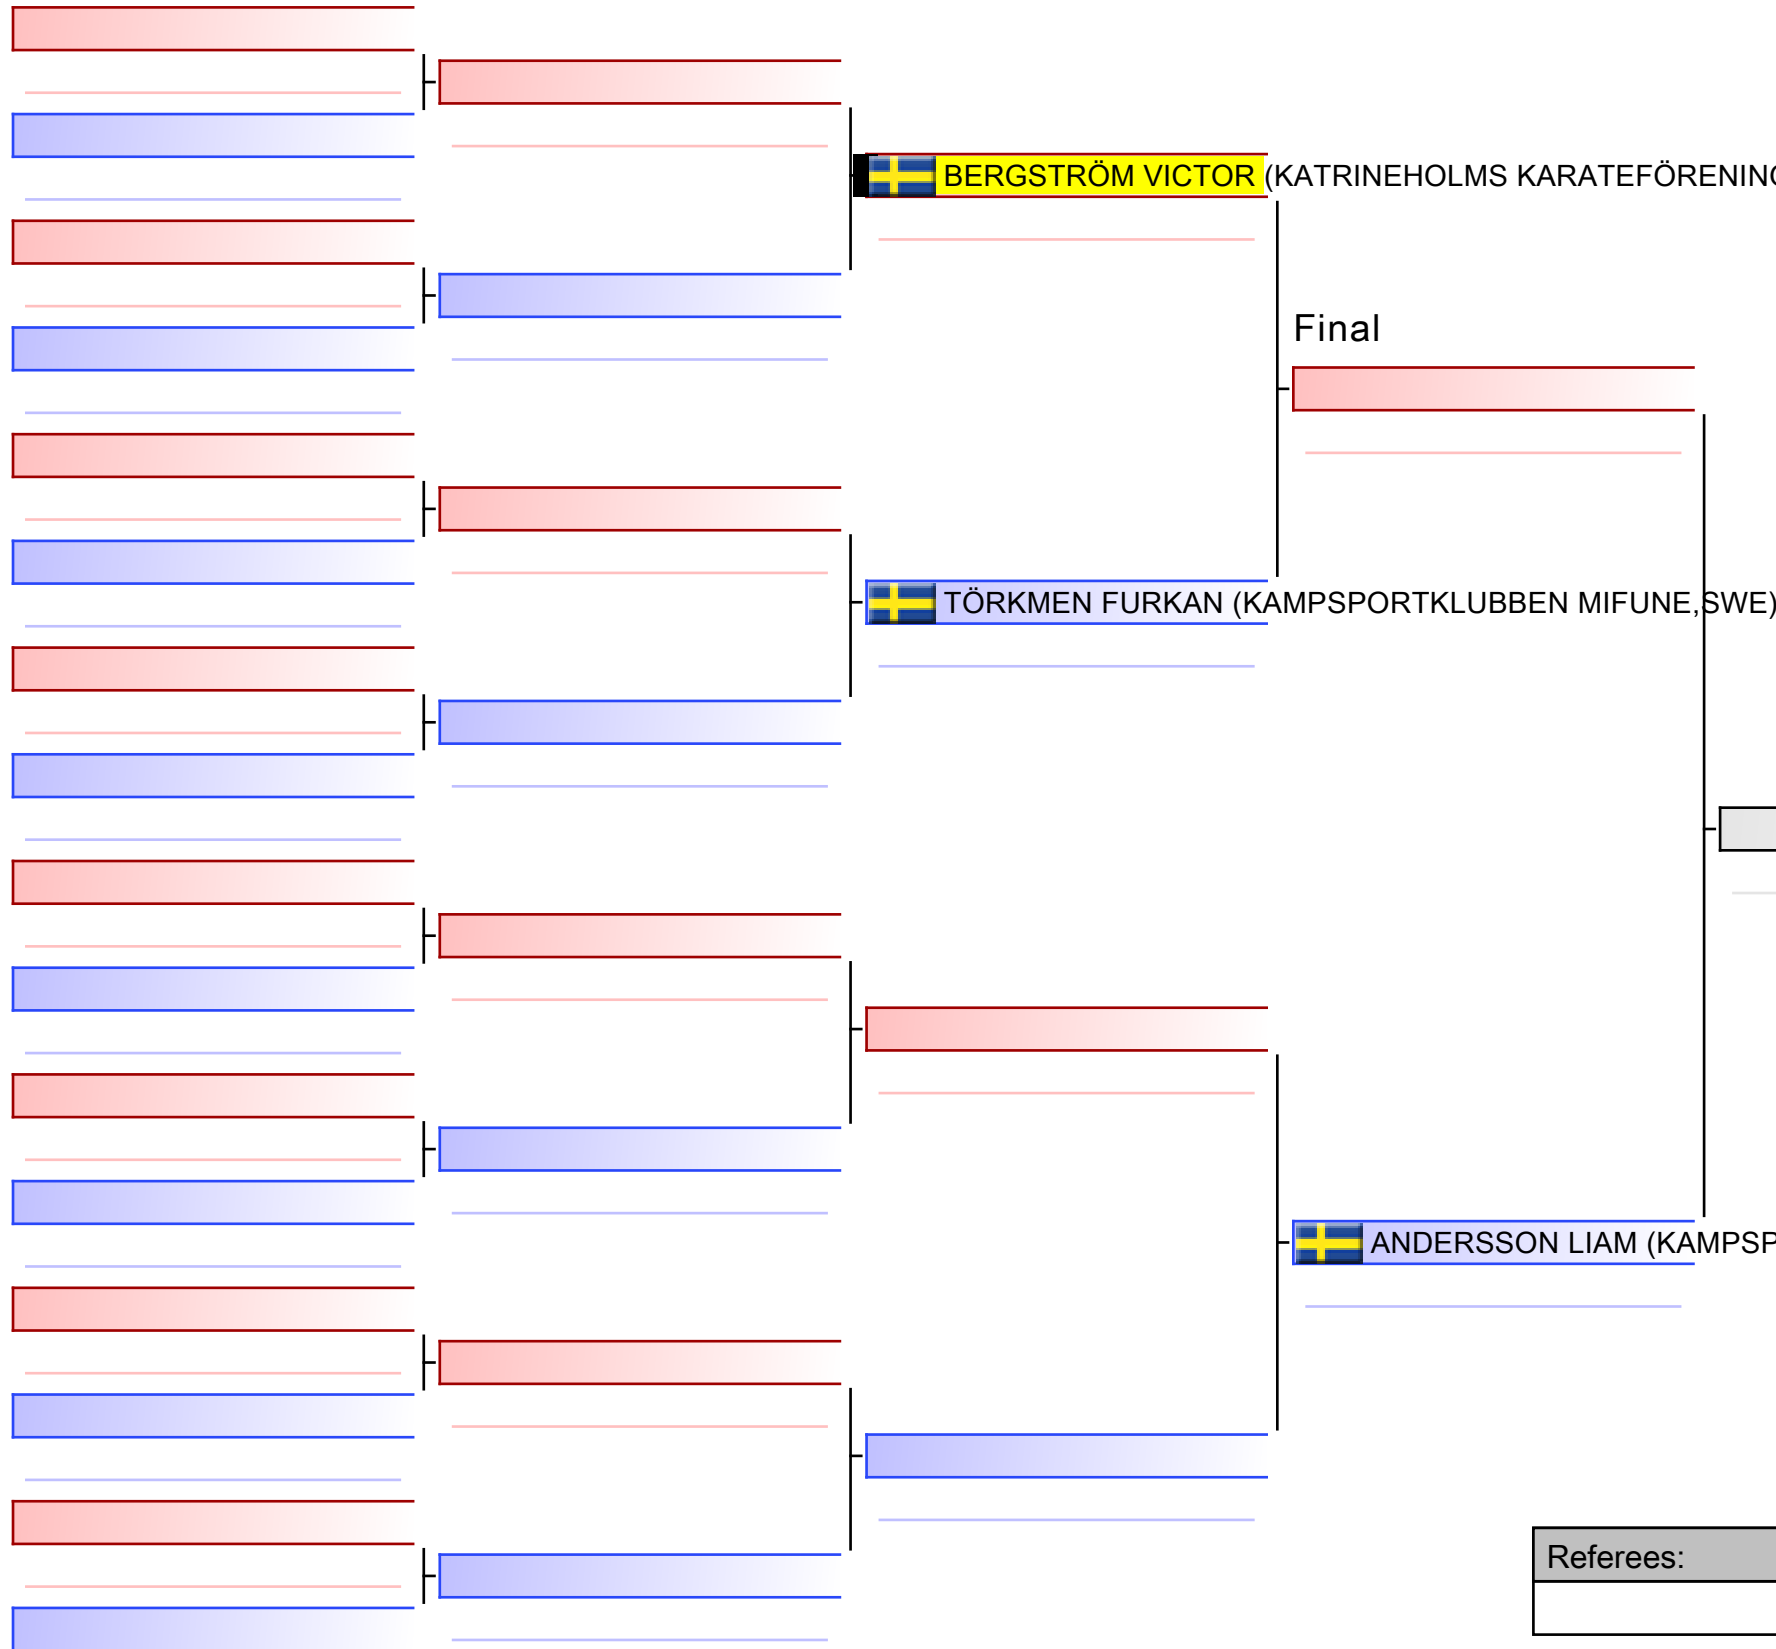 BERGSTRÖM VICTOR (KATRINEHOLMS KARATEFÖRENING
Final
TÖRKMEN FURKAN (KAMPSPORTKLUBBEN MIFUNE,SWE)
ANDERSSON LIAM (KAMPSP
Referees: